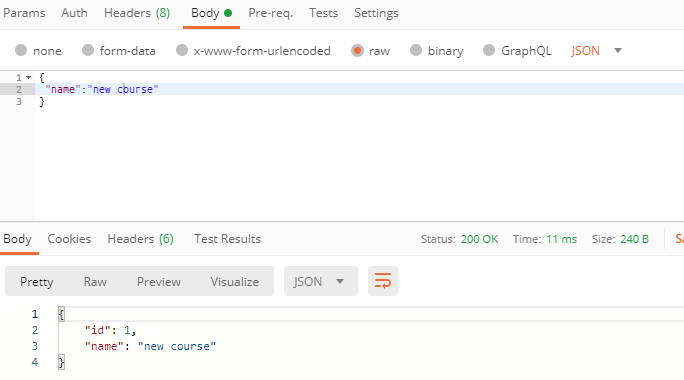 Params Auth Headers (8) Body Pre-req. Tests Settings
none form-data x-www-form-urlencoded raw binary GraphQL JSON
1 {
2 "name":"new course"
3 }
Body Cookies Headers (6) Test Results Status: 200 OK Time: 11 ms Size: 240 B
Pretty Raw Preview Visualize JSON
1 {
2 "id": 1,
3 "name": "new course"
4 }